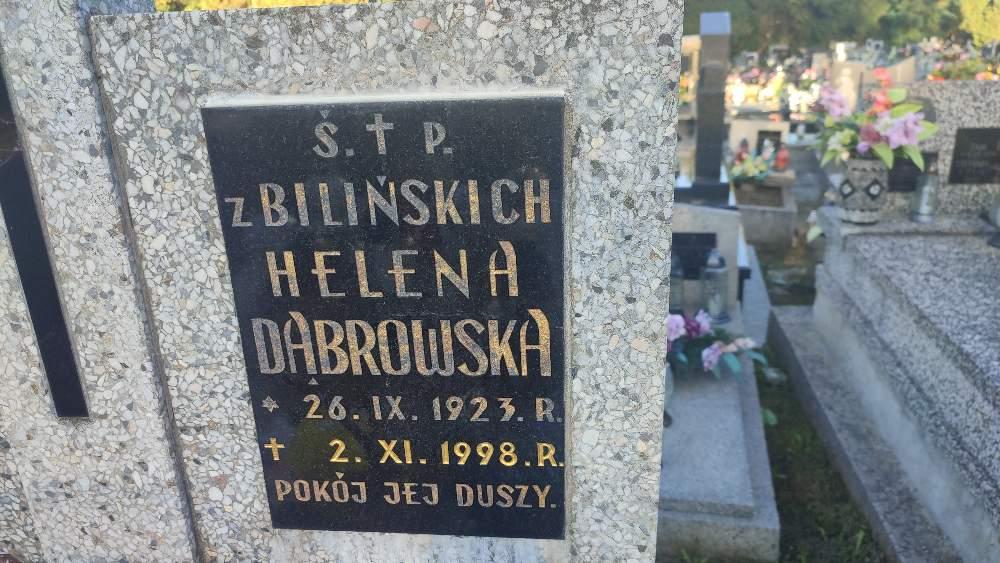 Ś. † P.
z BILIŃSKICH
HELENA
DĄBROWSKA
* 26. IX. 1923. R.
† 2. XI. 1998. R.
POKÓJ JEJ DUSZY.